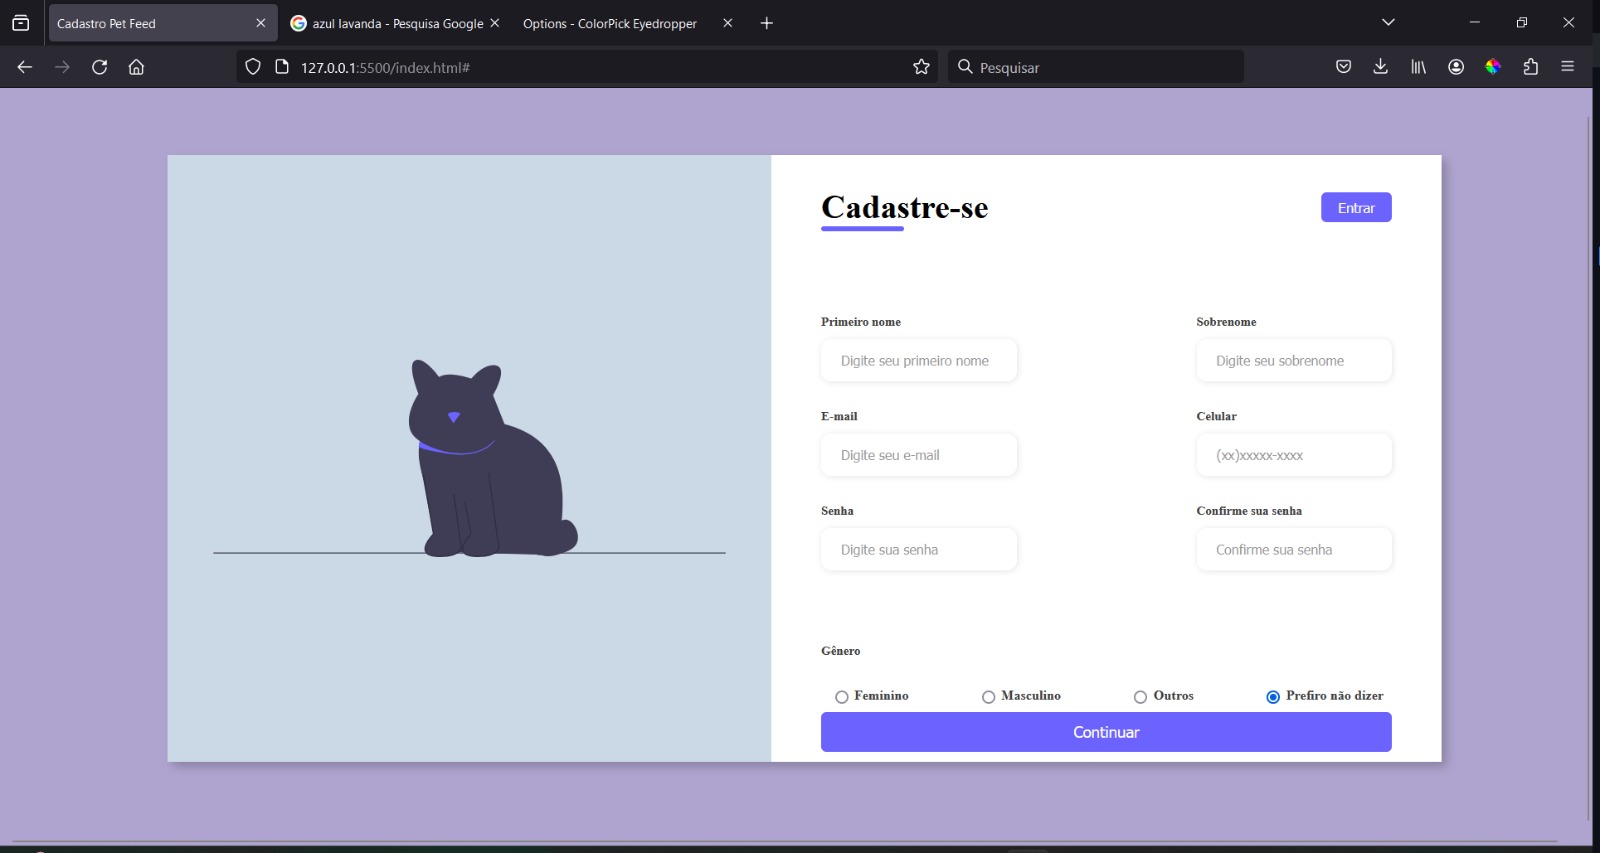 Cadastro Pet Feed
azul lavanda - Pesquisa Google
Options - ColorPick Eyedropper
127.0.0.1:5500/index.html#
Pesquisar
Cadastre-se
Entrar
Primeiro nome
Sobrenome
Digite seu primeiro nome
Digite seu sobrenome
E-mail
Celular
Digite seu e-mail
(xx)xxxxx-xxxx
Senha
Confirme sua senha
Digite sua senha
Confirme sua senha
Gênero
Feminino
Masculino
Outros
Prefiro não dizer
Continuar